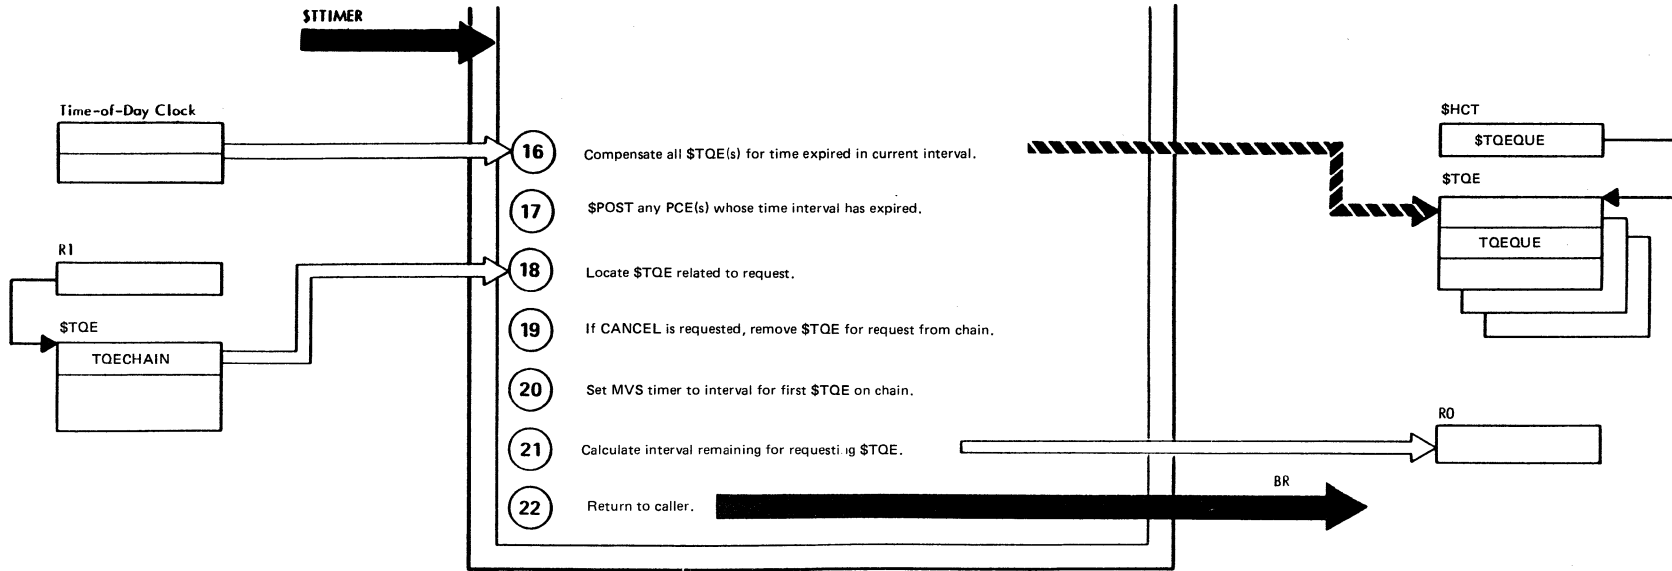 $TTIMER
Time-of-Day Clock
$HCT
$TQEQUE
16 Compensate all $TQE(s) for time expired in current interval.
$TQE
17 $POST any PCE(s) whose time interval has expired.
TQEQUE
R1
18 Locate $TQE related to request.
$TQE
19 If CANCEL is requested, remove $TQE for request from chain.
TQECHAIN
20 Set MVS timer to interval for first $TQE on chain.
R0
21 Calculate interval remaining for requesting $TQE.
BR
22 Return to caller.